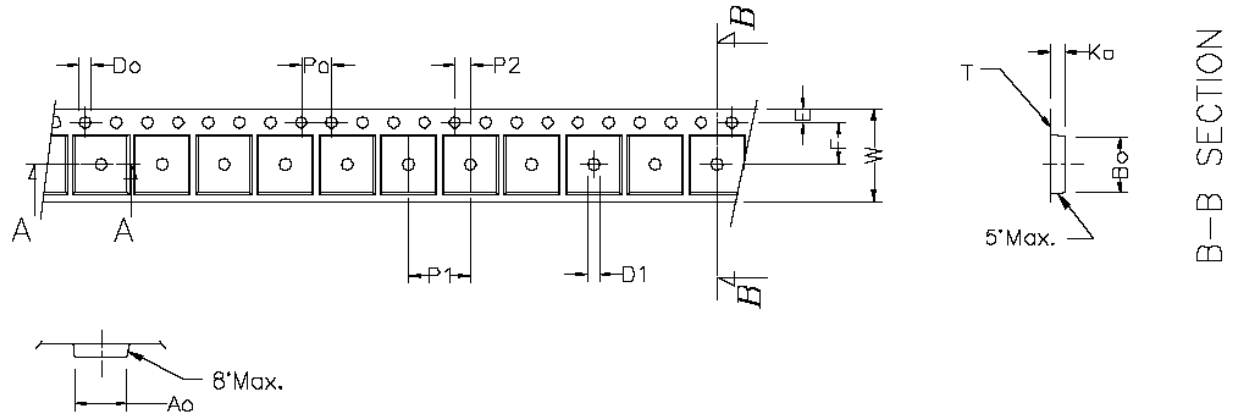 B
Do
Po
P2
T
Ko
E
F
W
Bo
A
A
5°Max.
P1
D1
B
B-B SECTION
8°Max.
Ao